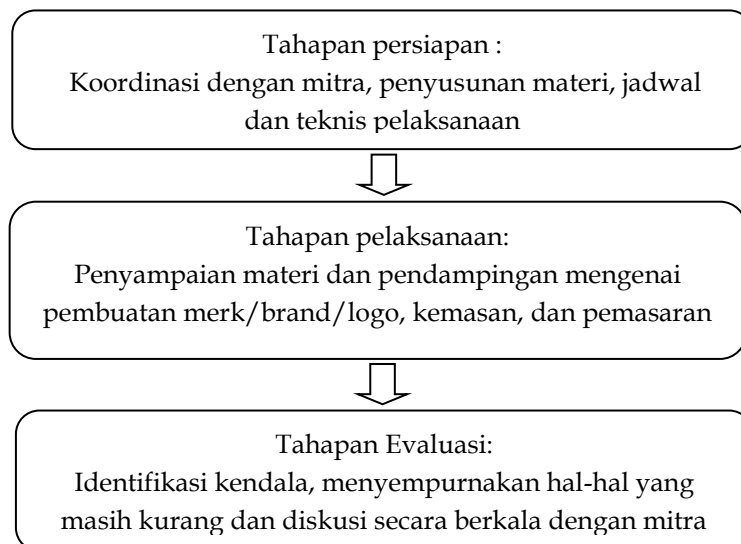 Tahapan persiapan :
Koordinasi dengan mitra, penyusunan materi, jadwal
dan teknis pelaksanaan
Tahapan pelaksanaan:
Penyampaian materi dan pendampingan mengenai
pembuatan merk/brand/logo, kemasan, dan pemasaran
Tahapan Evaluasi:
Identifikasi kendala, menyempurnakan hal-hal yang
masih kurang dan diskusi secara berkala dengan mitra